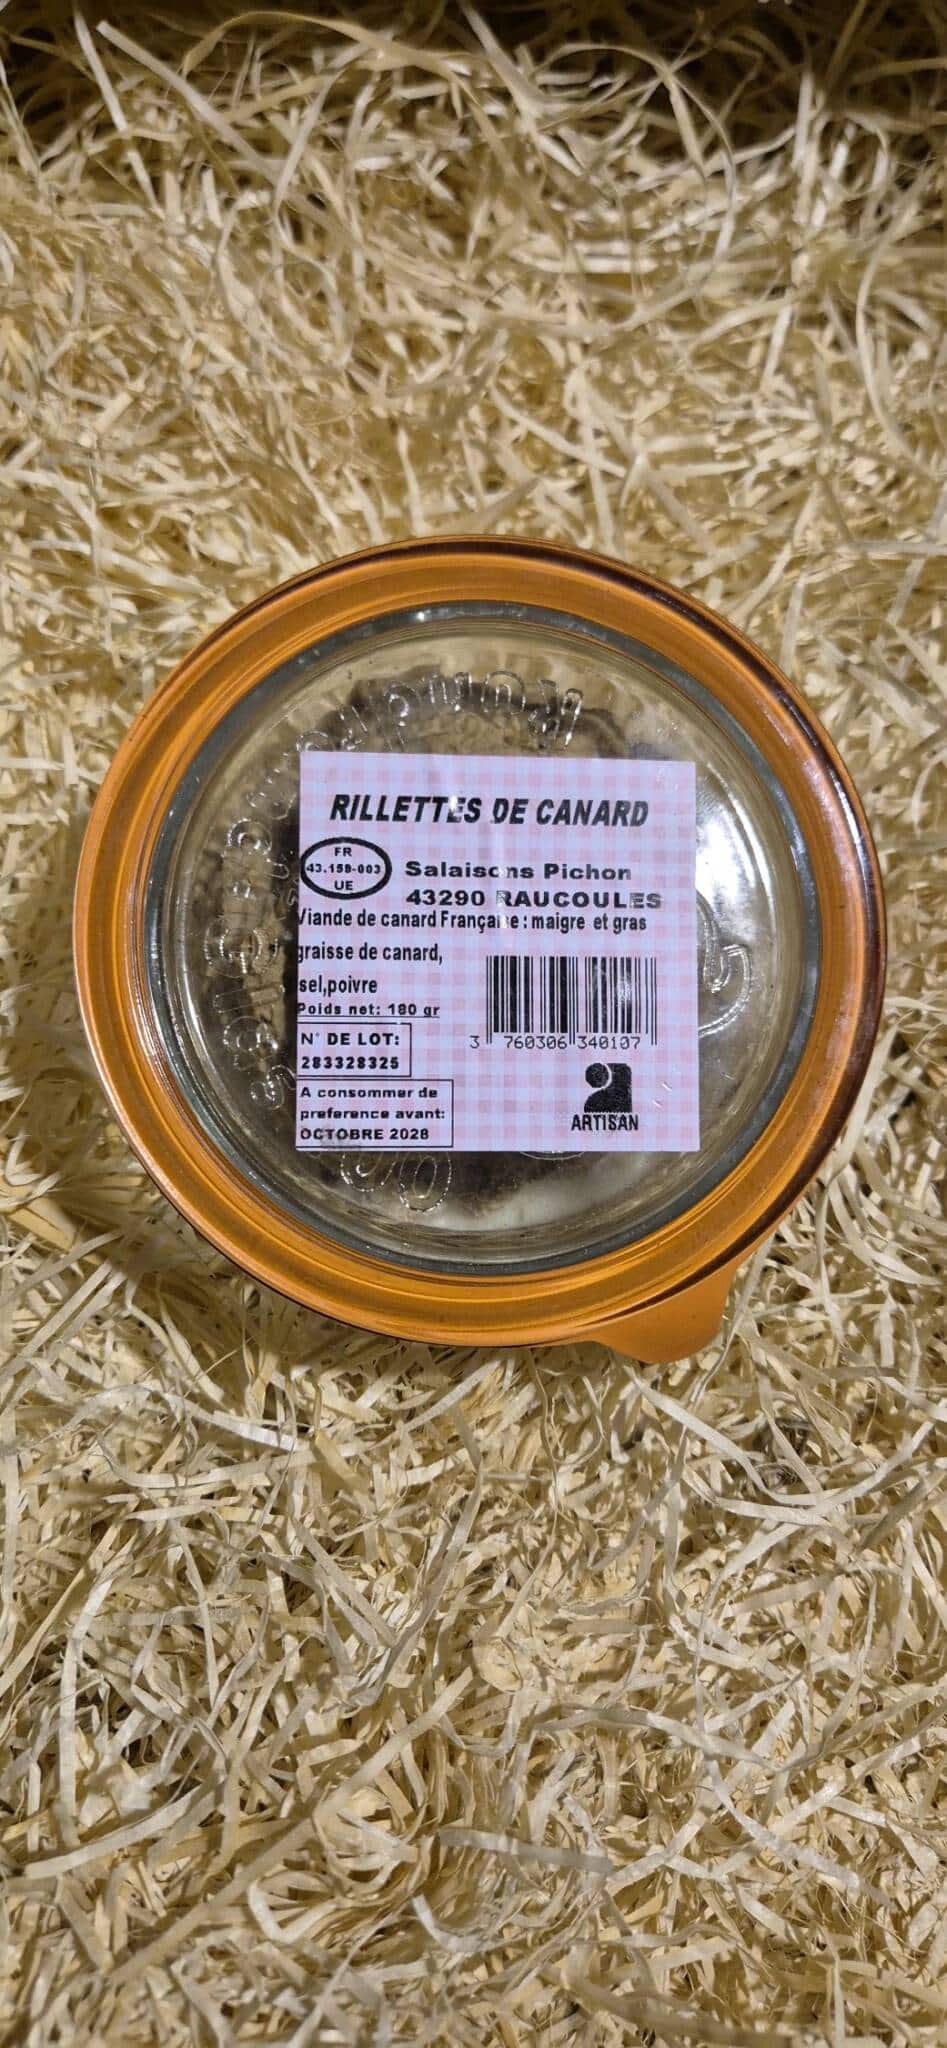 RILLETTES DE CANARD
FR
43.159-003
UE
Salaisons Pichon
43290 RAUCOULES
Viande de canard Française : maigre et gras
graisse de canard,
sel,poivre
Poids net: 180 gr
N° DE LOT:
283328325
A consommer de
preference avant:
OCTOBRE 2028
3 760306 340107
ARTISAN